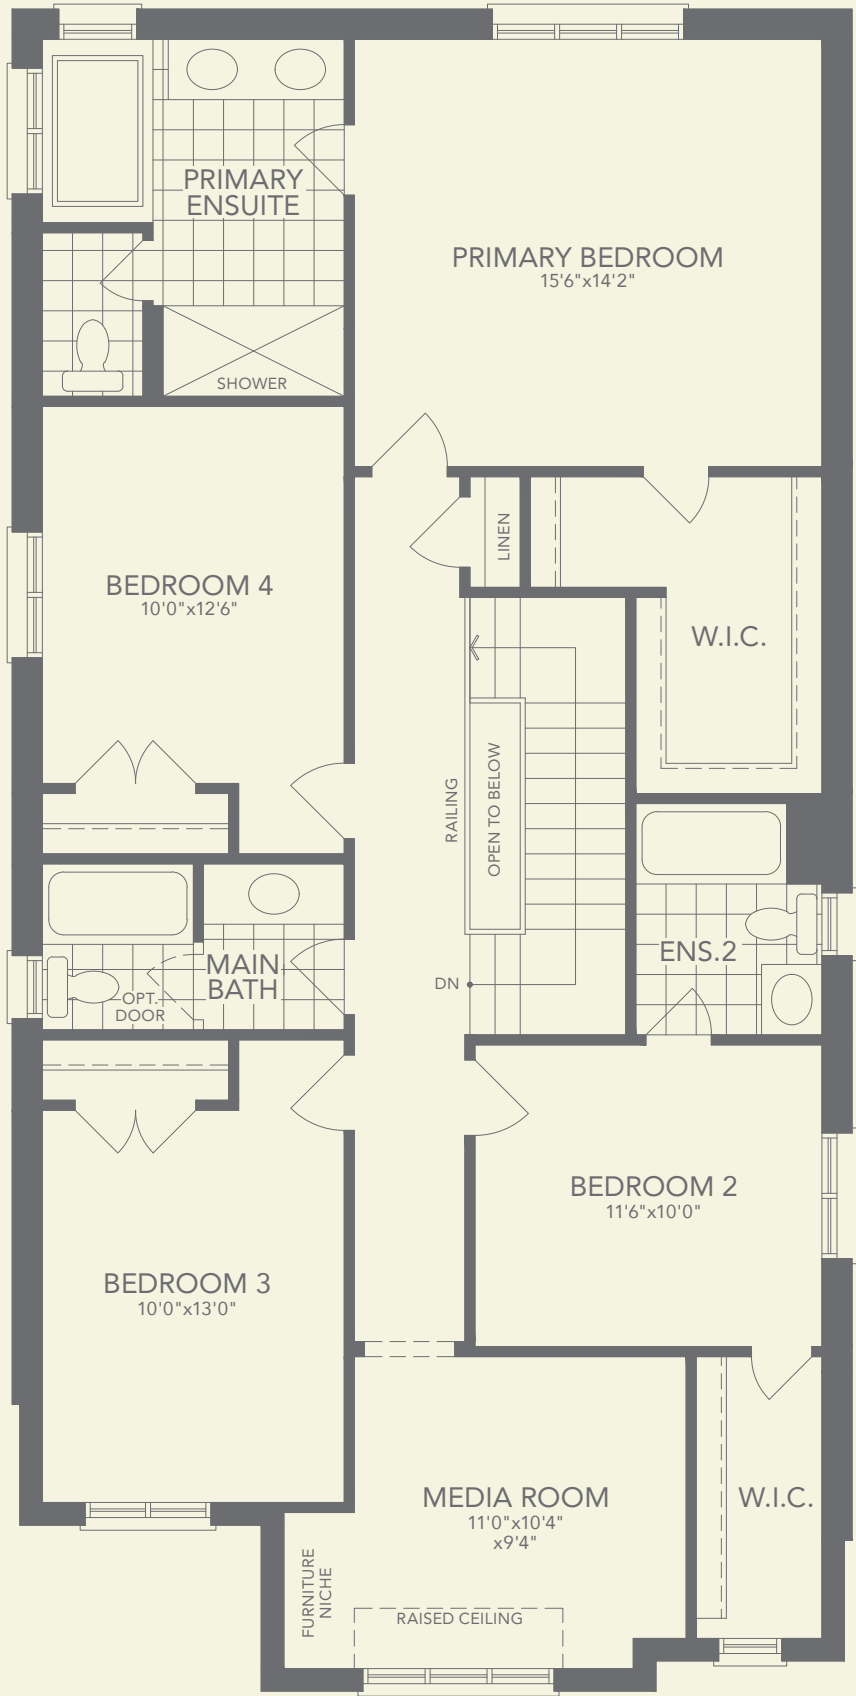 PRIMARY
ENSUITE
PRIMARY BEDROOM
15'6"x14'2"
SHOWER
LINEN
BEDROOM 4
10'0"x12'6"
W.I.C.
RAILING
OPEN TO BELOW
ENS.2
MAIN
BATH
OPT.
DOOR
DN
BEDROOM 2
11'6"x10'0"
BEDROOM 3
10'0"x13'0"
MEDIA ROOM
11'0"x10'4"
x9'4"
W.I.C.
FURNITURE
NICHE
RAISED CEILING